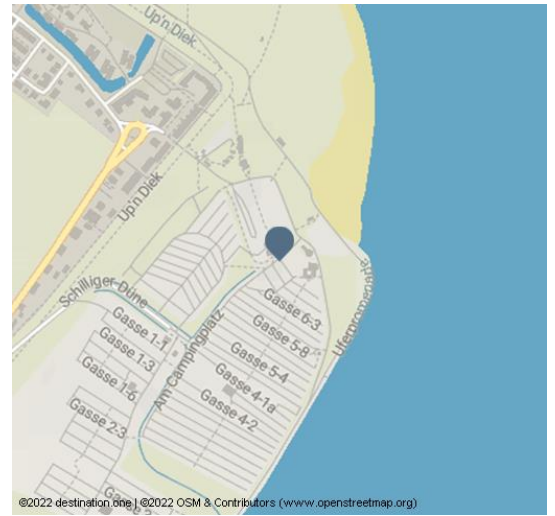 Up'n Diek
Up'n Diek
Schilliger-Düne
Gasse 1-1
Gasse 1-3
Gasse 1-6
Gasse 2-3
Am Campingplatz
Gasse 6-3
Gasse 5-8
Gasse 5-4
Gasse 4-1a
Gasse 4-2
Uferpromenade
©2022 destination.one | ©2022 OSM & Contributors (www.openstreetmap.org)